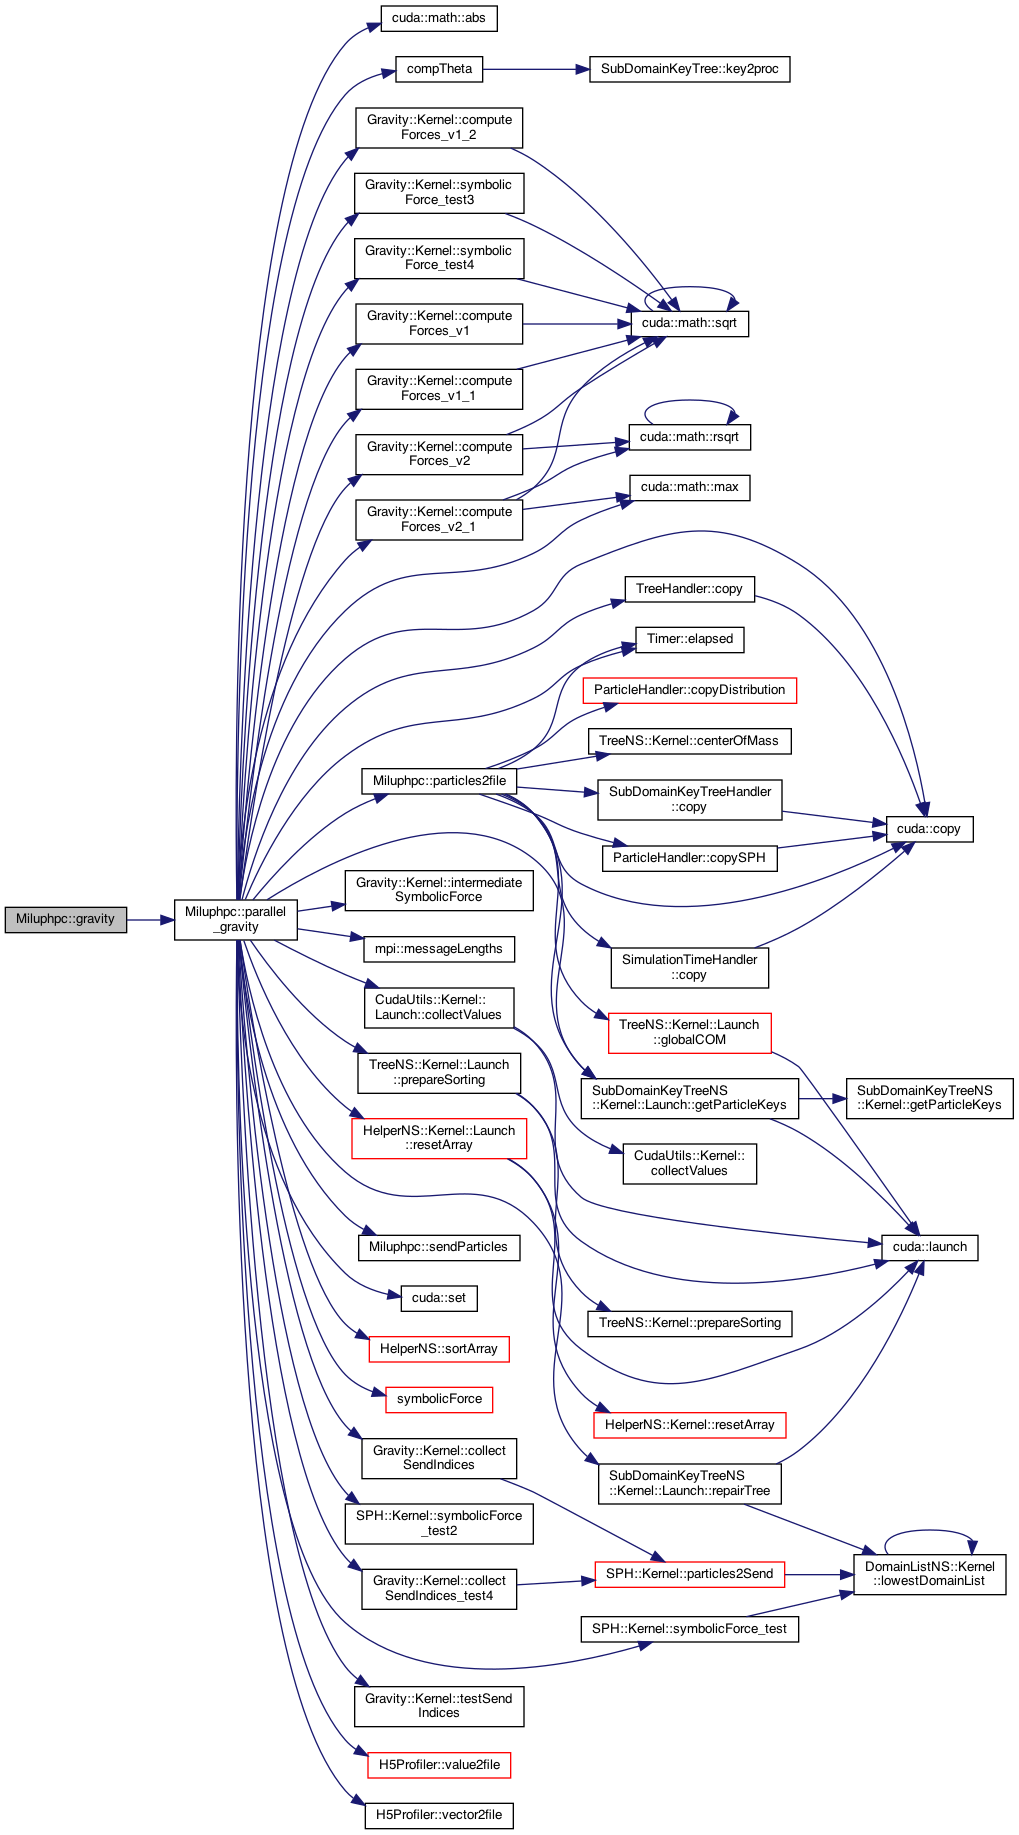 cuda::math::abs
compTheta
SubDomainKeyTree::key2proc
Gravity::Kernel::compute
Forces_v1_2
Gravity::Kernel::symbolic
Force_test3
Gravity::Kernel::symbolic
Force_test4
Gravity::Kernel::compute
Forces_v1
cuda::math::sqrt
Gravity::Kernel::compute
Forces_v1_1
Gravity::Kernel::compute
Forces_v2
cuda::math::rsqrt
cuda::math::max
Gravity::Kernel::compute
Forces_v2_1
TreeHandler::copy
Timer::elapsed
ParticleHandler::copyDistribution
TreeNS::Kernel::centerOfMass
Miluphpc::particles2file
SubDomainKeyTreeHandler
::copy
cuda::copy
ParticleHandler::copySPH
Gravity::Kernel::intermediate
SymbolicForce
Miluphpc::gravity
Miluphpc::parallel
_gravity
mpi::messageLengths
SimulationTimeHandler
::copy
CudaUtils::Kernel::
Launch::collectValues
TreeNS::Kernel::Launch
::globalCOM
TreeNS::Kernel::Launch
::prepareSorting
SubDomainKeyTreeNS
::Kernel::Launch::getParticleKeys
SubDomainKeyTreeNS
::Kernel::getParticleKeys
HelperNS::Kernel::Launch
::resetArray
CudaUtils::Kernel::
collectValues
Miluphpc::sendParticles
cuda::launch
cuda::set
TreeNS::Kernel::prepareSorting
HelperNS::sortArray
symbolicForce
HelperNS::Kernel::resetArray
Gravity::Kernel::collect
SendIndices
SubDomainKeyTreeNS
::Kernel::Launch::repairTree
SPH::Kernel::symbolicForce
_test2
SPH::Kernel::particles2Send
DomainListNS::Kernel
::lowestDomainList
Gravity::Kernel::collect
SendIndices_test4
SPH::Kernel::symbolicForce_test
Gravity::Kernel::testSend
Indices
H5Profiler::value2file
H5Profiler::vector2file